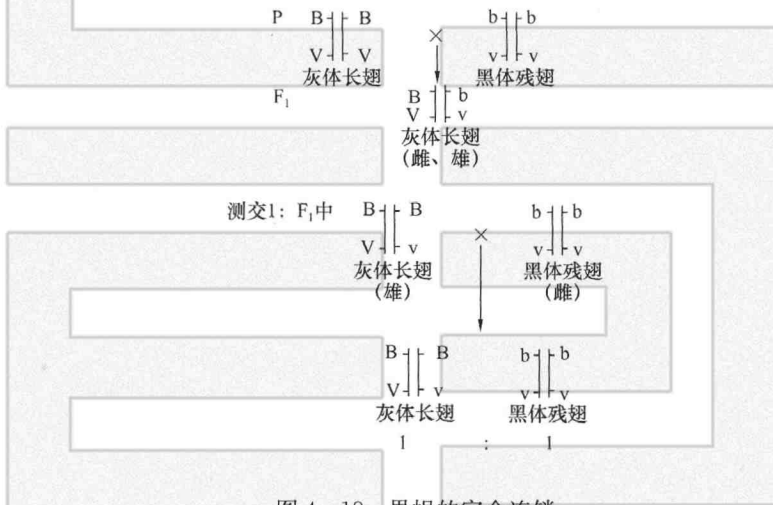 P B B b b
×
V V v v
灰体长翅 黑体残翅
F₁ B b
V v
灰体长翅
(雌、雄)
测交1: F₁中 B B b b
×
V v v v
灰体长翅 黑体残翅
(雄) (雌)
B B b b
V v v v
灰体长翅 黑体残翅
1 : 1